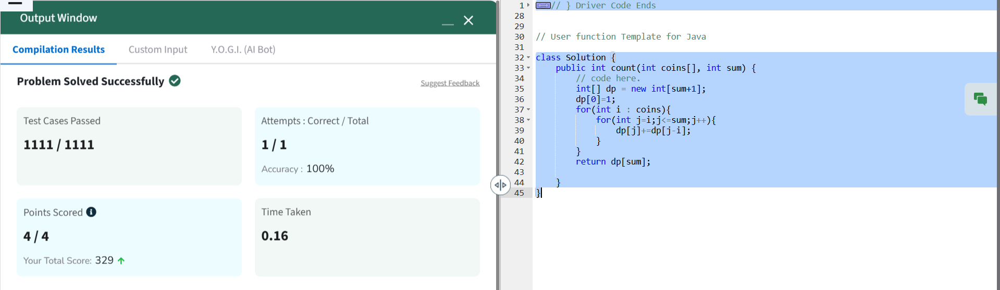 Output Window
Compilation Results
Custom Input
Y.O.G.I. (AI Bot)
Problem Solved Successfully
Suggest Feedback
Test Cases Passed
1111 / 1111
Attempts : Correct / Total
1 / 1
Accuracy : 100%
Points Scored
4 / 4
Your Total Score: 329
Time Taken
0.16
1 // } Driver Code Ends
28
29
30 // User function Template for Java
31
32 class Solution {
33 public int count(int coins[], int sum) {
34 // code here.
35 int[] dp = new int[sum+1];
36 dp[0]=1;
37 for(int i : coins){
38 for(int j=i;j<=sum;j++){
39 dp[j]+=dp[j-i];
40 }
41 }
42 return dp[sum];
43
44 }
45 }